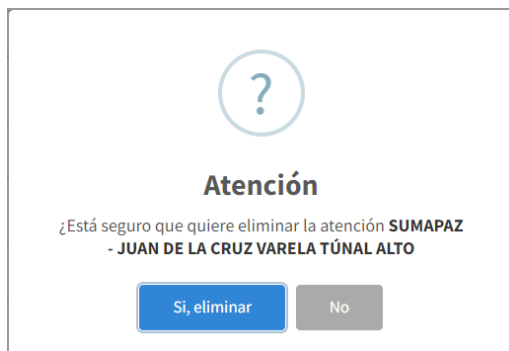 ?
Atención
¿Está seguro que quiere eliminar la atención SUMAPAZ
- JUAN DE LA CRUZ VARELA TÚNAL ALTO
Si, eliminar No